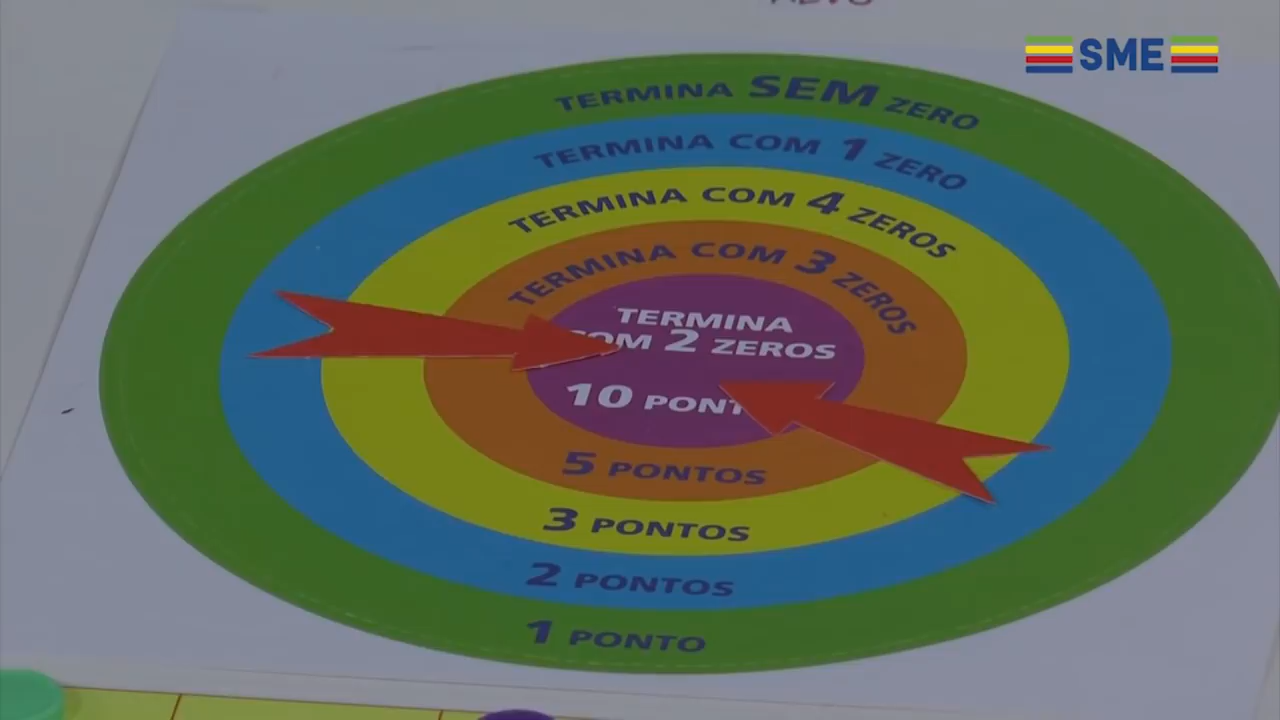 SME
TERMINA SEM ZERO
TERMINA COM 1 ZERO
TERMINA COM 4 ZEROS
TERMINA COM 3 ZEROS
TERMINA
COM 2 ZEROS
10
5 PONTOS
3 PONTOS
2 PONTOS
1 PONTO